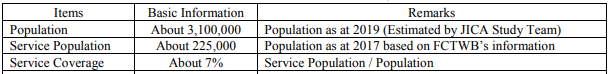 Items Basic Information Remarks
Population About 3,100,000 Population as at 2019 (Estimated by JICA Study Team)
Service Population About 225,000 Population as at 2017 based on FCTWB's information
Service Coverage About 7% Service Population / Population